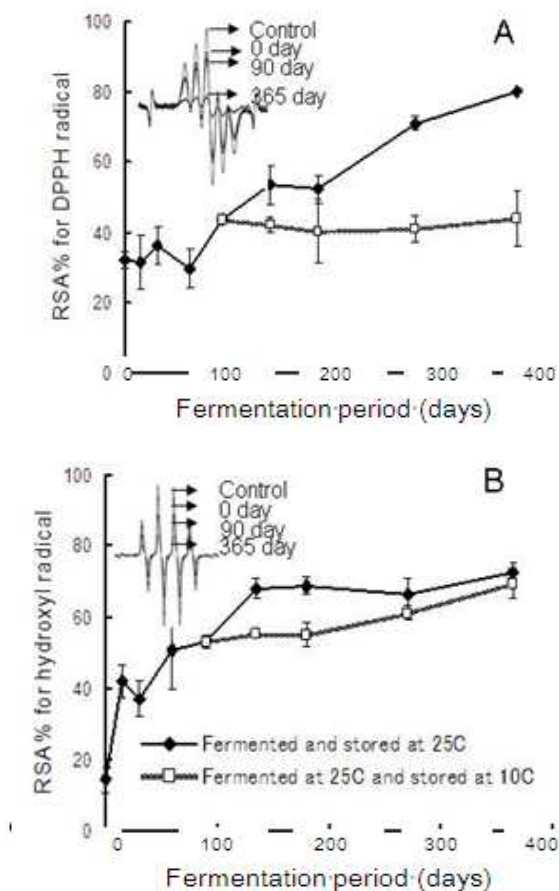 A
Control
0 day
90 day
365 day
RSA% for DPPH radical
100
80
60
40
20
0
0 100 200 300 400
Fermentation period (days)
B
Control
0 day
90 day
365 day
RSA% for hydroxyl radical
100
80
60
40
20
0
Fermented and stored at 25C
Fermented at 25C and stored at 10C
0 100 200 300 400
Fermentation period (days)